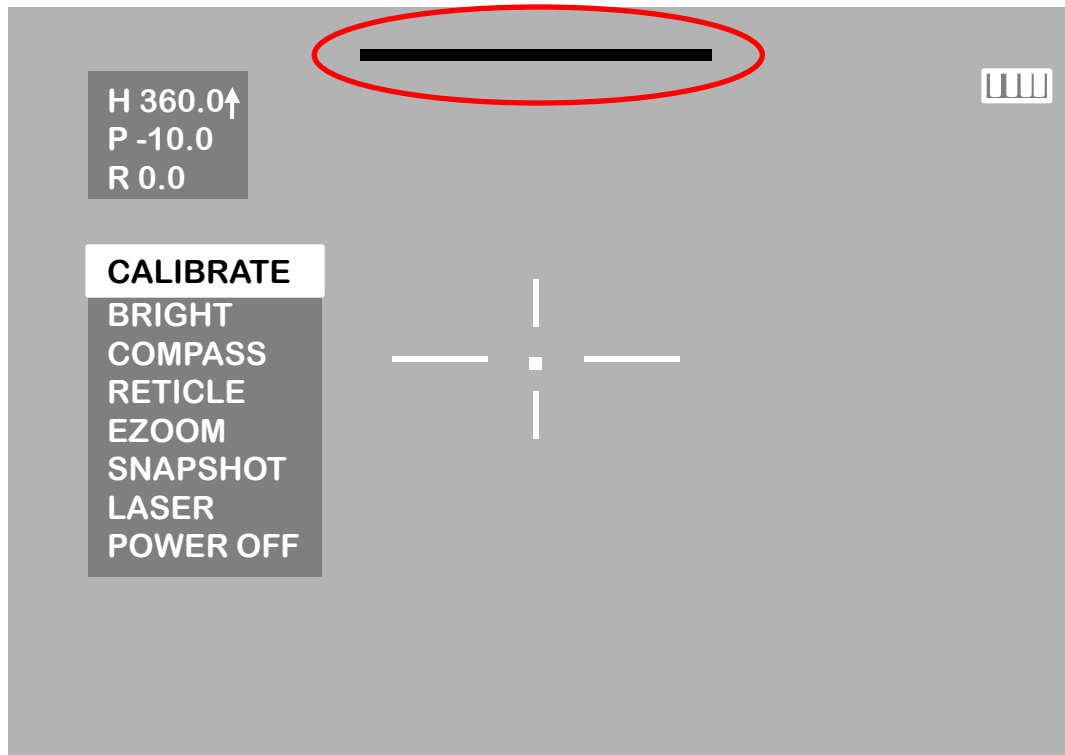 H 360.0
P -10.0
R 0.0
CALIBRATE
BRIGHT
COMPASS
RETICLE
EZOOM
SNAPSHOT
LASER
POWER OFF